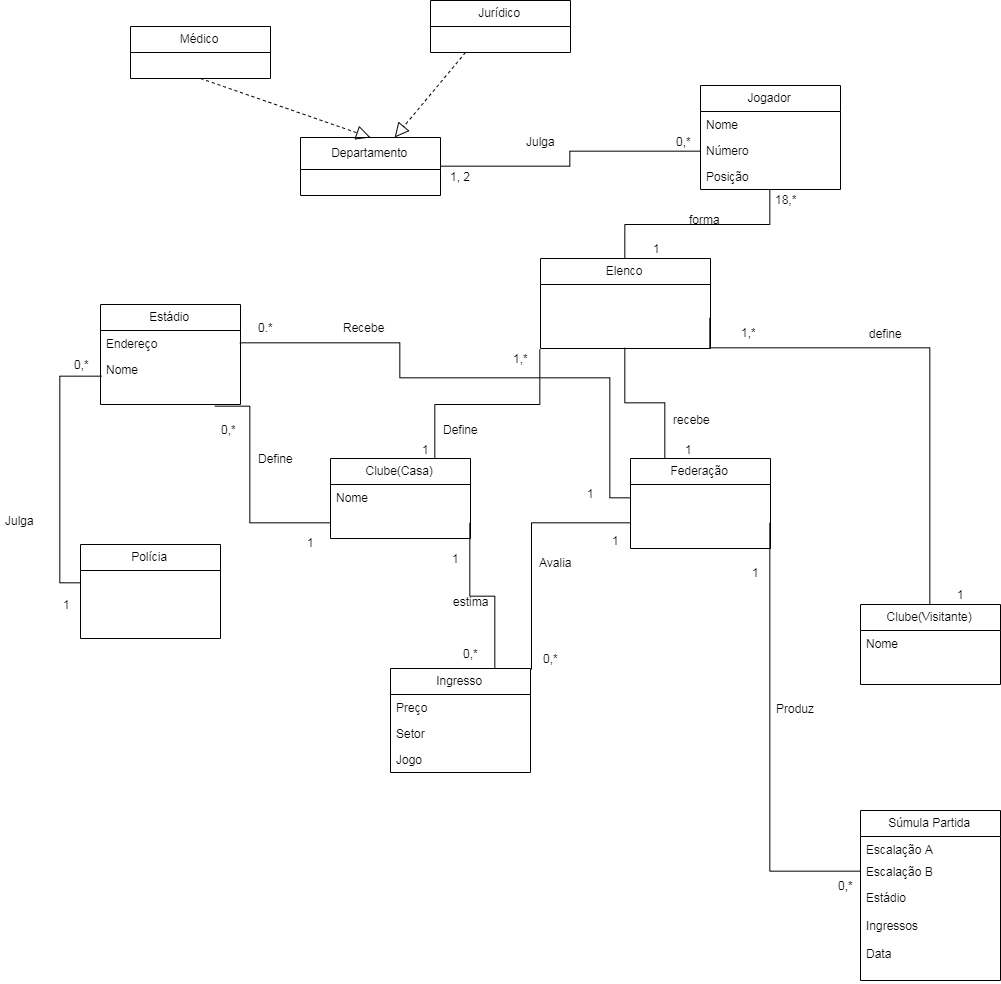 Jurídico
Médico
Jogador
Nome
Número
Posição
Departamento
Julga
0,*
1, 2
18,*
forma
1
Elenco
Estádio
Endereço
Nome
0.*
Recebe
1,*
define
0,*
1,*
0,*
Define
Define
recebe
1
1
Clube(Casa)
Nome
Federação
1
Julga
1
1
1
Avalia
Polícia
1
1
estima
1
1
Clube(Visitante)
Nome
0,*
0,*
Ingresso
Preço
Setor
Jogo
Produz
Súmula Partida
Escalação A
Escalação B
0,*
Estádio
Ingressos
Data